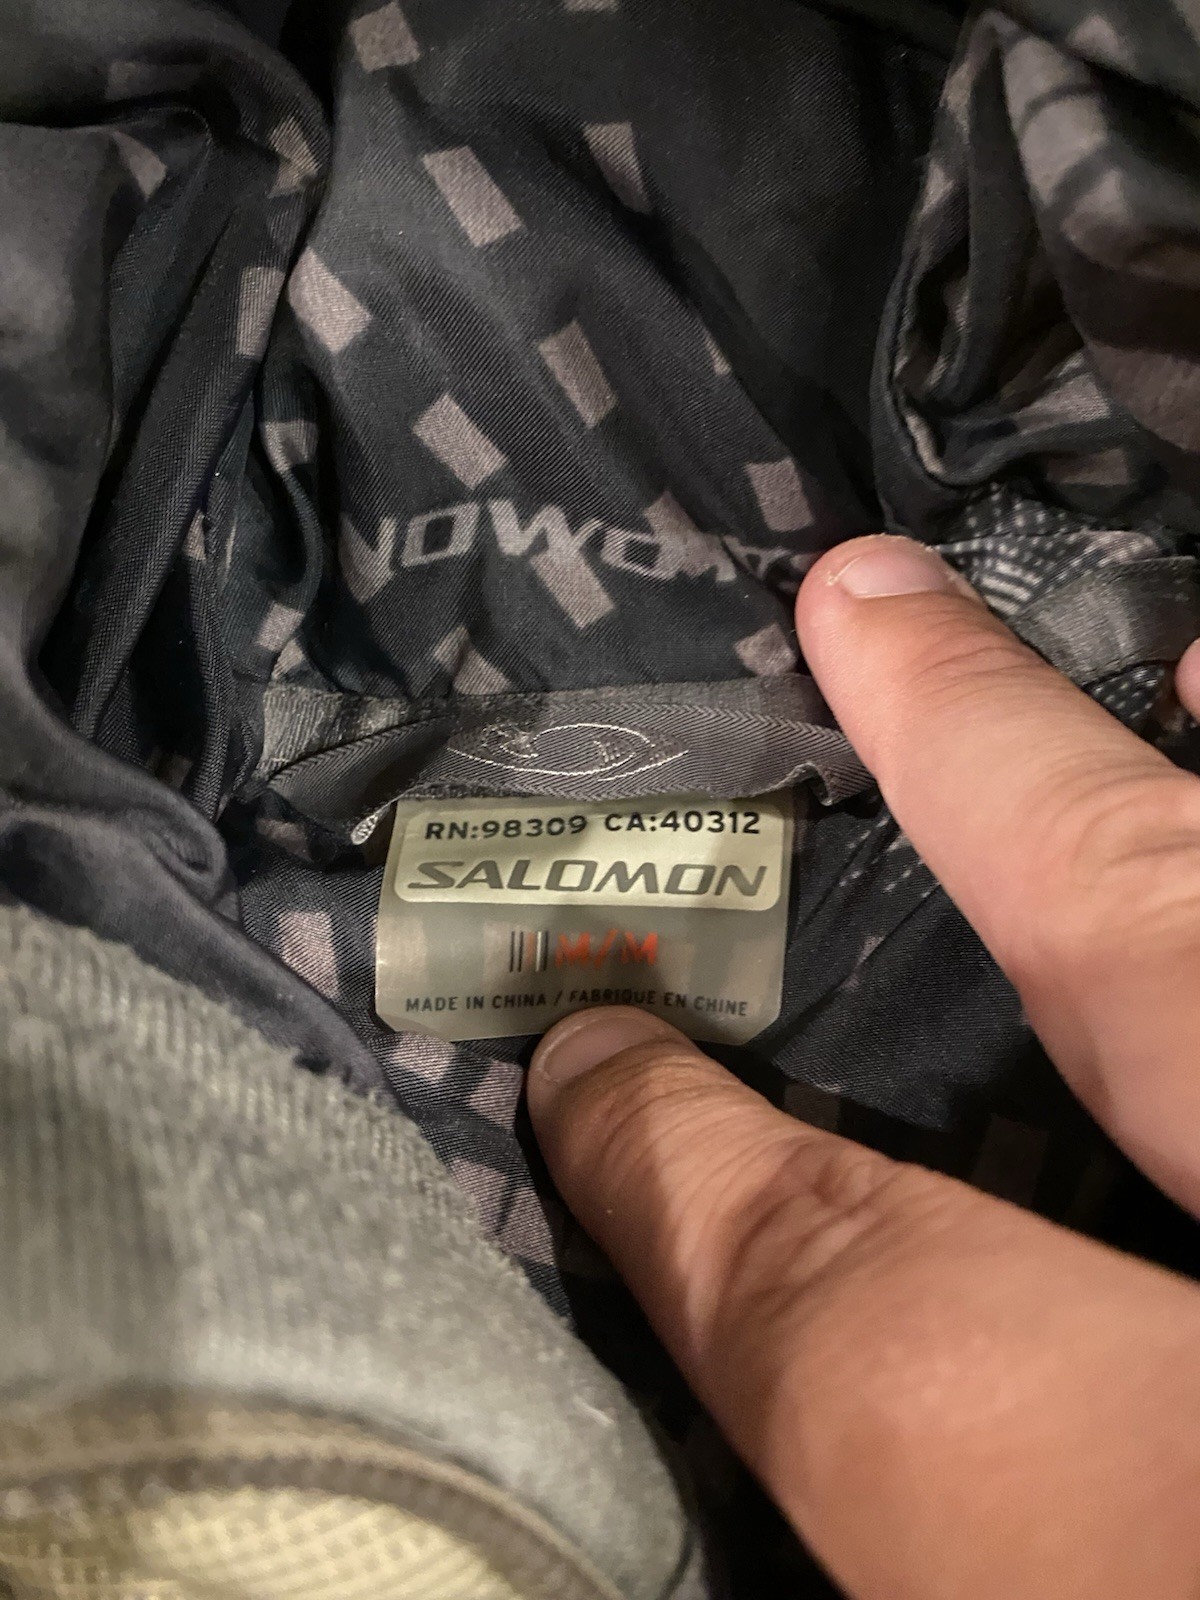 RN:98309 CA:40312
SALOMON
M/M
MADE IN CHINA / FABRIQUE EN CHINE